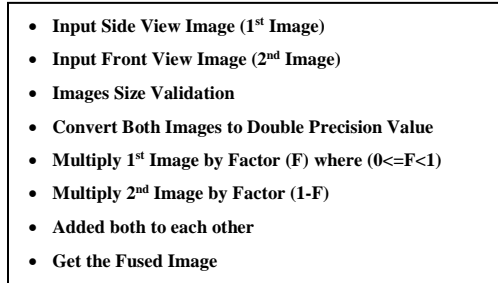 • Input Side View Image (1st Image)
• Input Front View Image (2nd Image)
• Images Size Validation
• Convert Both Images to Double Precision Value
• Multiply 1st Image by Factor (F) where (0<=F<1)
• Multiply 2nd Image by Factor (1-F)
• Added both to each other
• Get the Fused Image